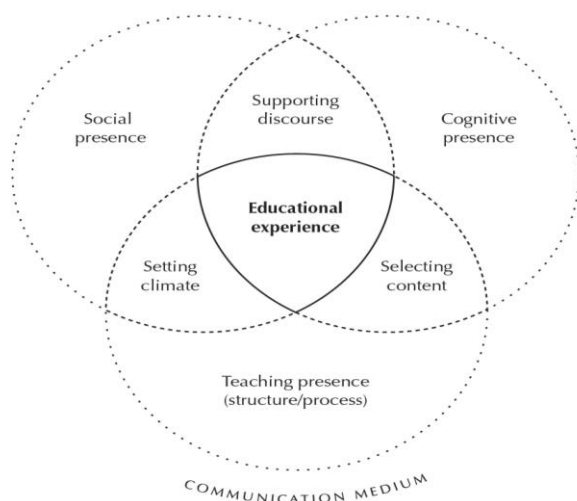 Social
presence
Supporting
discourse
Cognitive
presence
Educational
experience
Setting
climate
Selecting
content
Teaching presence
(structure/process)
COMMUNICATION MEDIUM